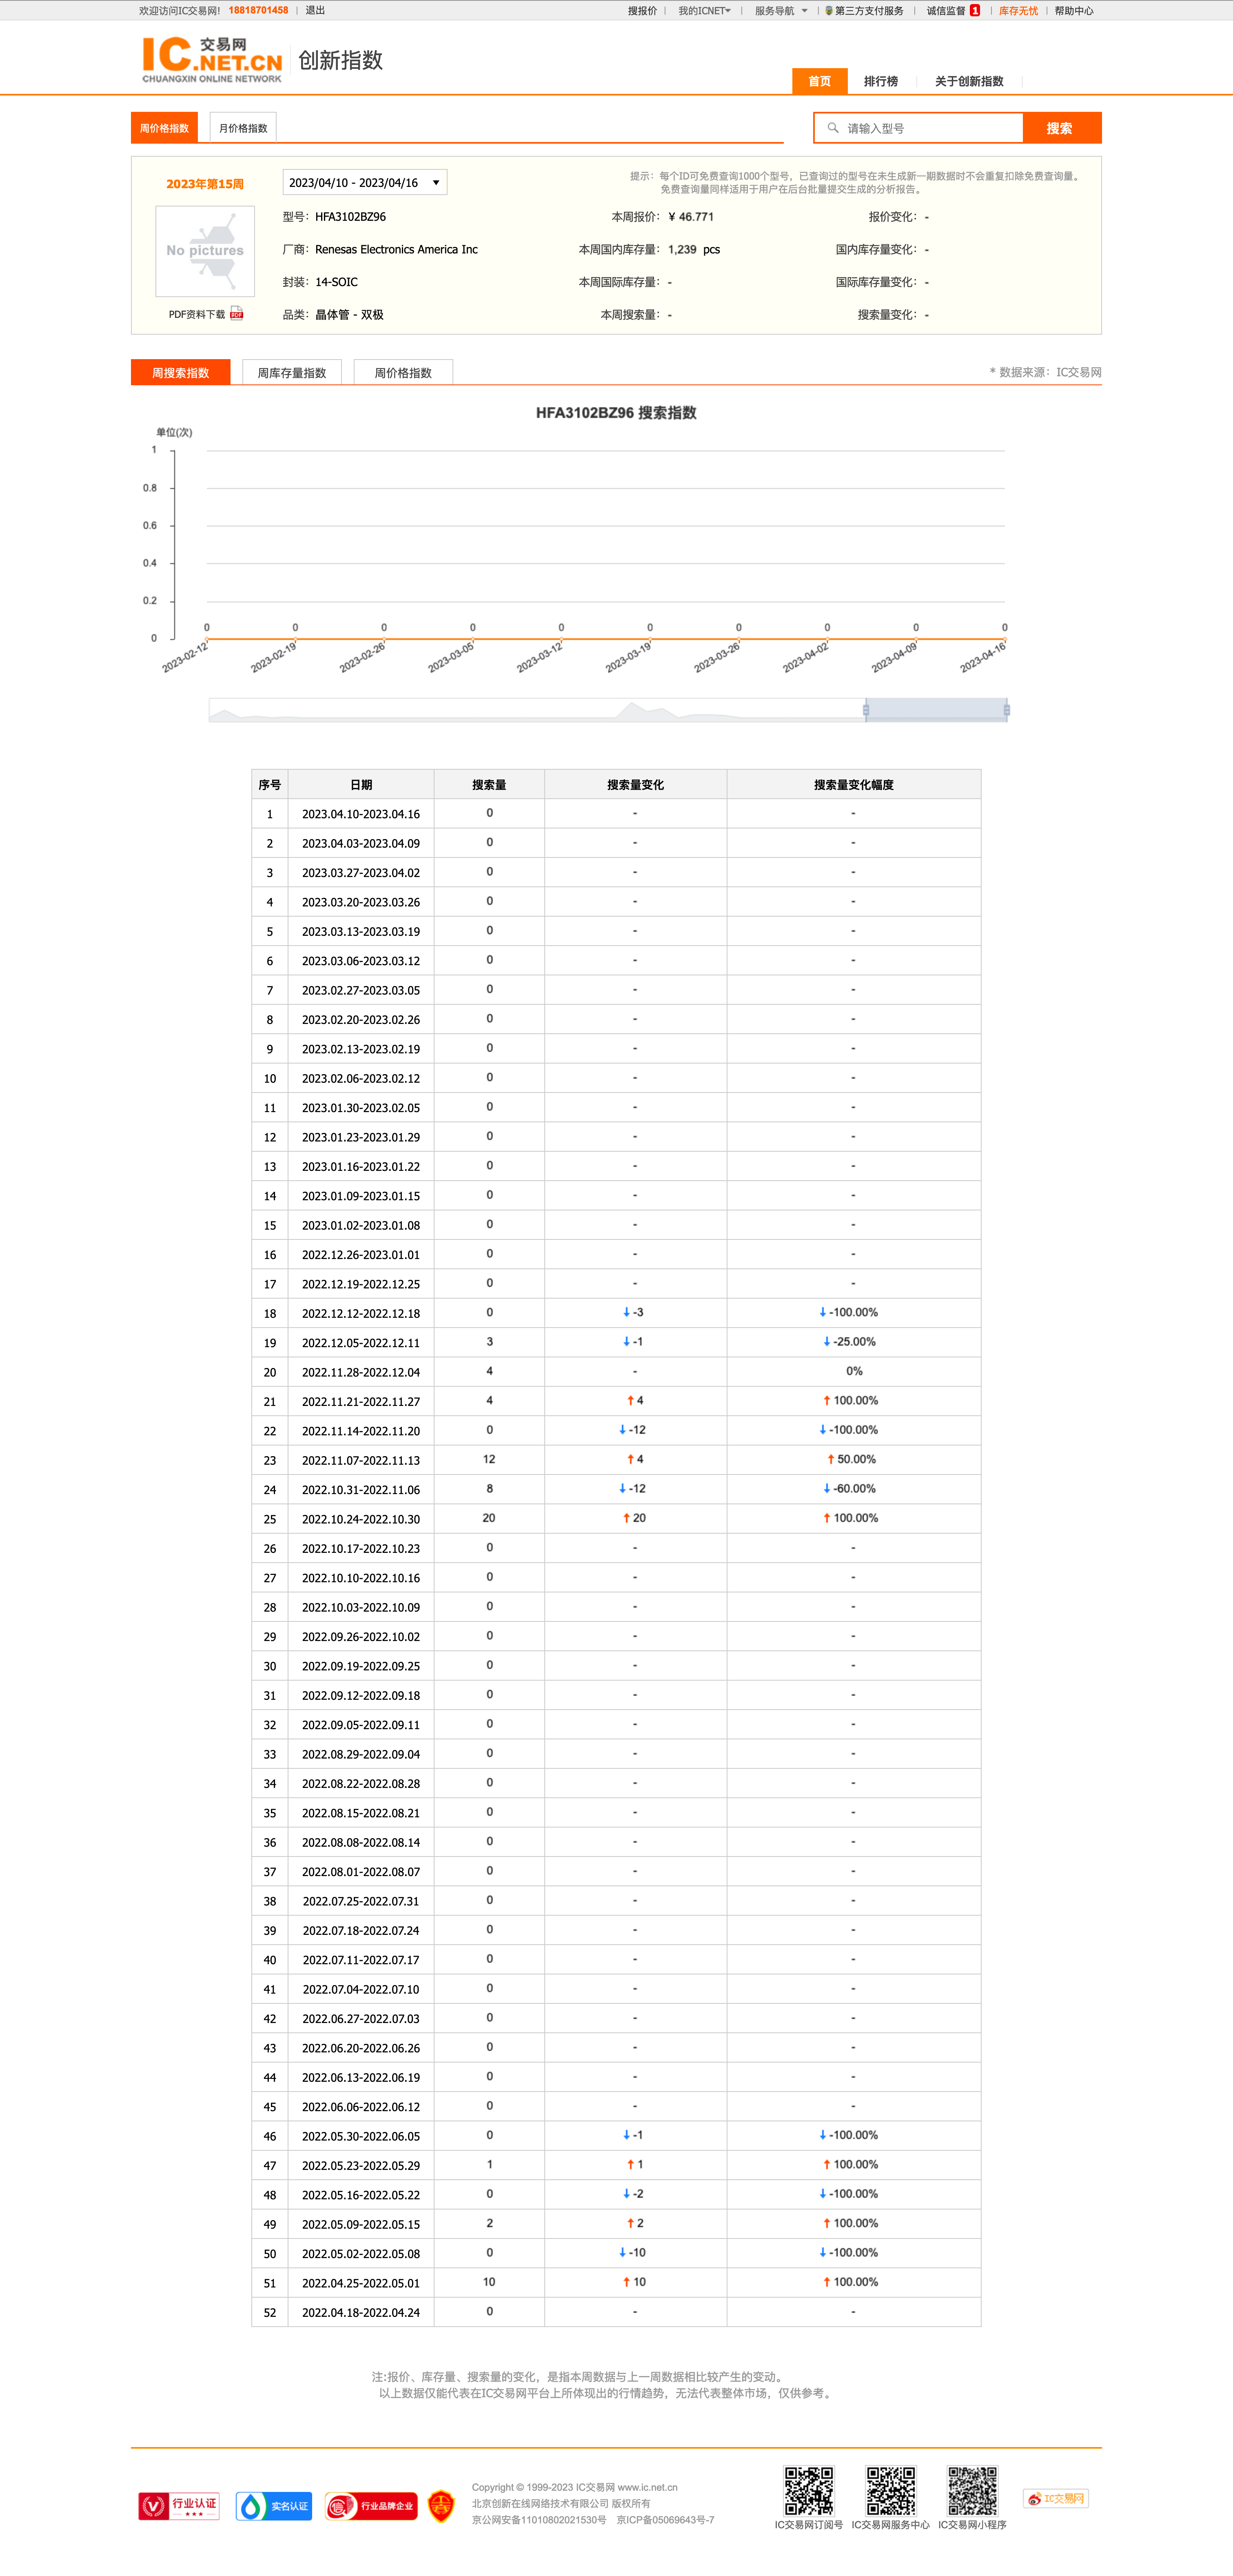 欢迎访问IC交易网! 18818701458 | 退出 搜报价 | 我的ICNET | 服务导航 | 第三方支付服务 | 诚信监督 1 | 库存无忧 | 帮助中心
IC交易网
.NET.CN
CHUANGXIN ONLINE NETWORK
创新指数
首页 排行榜 关于创新指数
周价格指数 月价格指数 请输入型号 搜索
2023年第15周 2023/04/10 - 2023/04/16 提示：每个ID可免费查询1000个型号，已查询过的型号在未生成新一期数据时不会重复扣除免费查询量。
免费查询量同样适用于用户在后台批量提交生成的分析报告。
No pictures
型号：HFA3102BZ96 本周报价：¥ 46.771 报价变化：-
厂商：Renesas Electronics America Inc 本周国内库存量：1,239 pcs 国内库存量变化：-
封装：14-SOIC 本周国际库存量：- 国际库存量变化：-
PDF资料下载 品类：晶体管 - 双极 本周搜索量：- 搜索量变化：-
周搜索指数 周库存量指数 周价格指数 * 数据来源：IC交易网
HFA3102BZ96 搜索指数
单位(次)
1
0.8
0.6
0.4
0.2
0
0 0 0 0 0 0 0 0 0 0
2023-02-12 2023-02-19 2023-02-26 2023-03-05 2023-03-12 2023-03-19 2023-03-26 2023-04-02 2023-04-09 2023-04-16
序号 日期 搜索量 搜索量变化 搜索量变化幅度
1 2023.04.10-2023.04.16 0 - -
2 2023.04.03-2023.04.09 0 - -
3 2023.03.27-2023.04.02 0 - -
4 2023.03.20-2023.03.26 0 - -
5 2023.03.13-2023.03.19 0 - -
6 2023.03.06-2023.03.12 0 - -
7 2023.02.27-2023.03.05 0 - -
8 2023.02.20-2023.02.26 0 - -
9 2023.02.13-2023.02.19 0 - -
10 2023.02.06-2023.02.12 0 - -
11 2023.01.30-2023.02.05 0 - -
12 2023.01.23-2023.01.29 0 - -
13 2023.01.16-2023.01.22 0 - -
14 2023.01.09-2023.01.15 0 - -
15 2023.01.02-2023.01.08 0 - -
16 2022.12.26-2023.01.01 0 - -
17 2022.12.19-2022.12.25 0 - -
18 2022.12.12-2022.12.18 0 ↓ -3 ↓ -100.00%
19 2022.12.05-2022.12.11 3 ↓ -1 ↓ -25.00%
20 2022.11.28-2022.12.04 4 - 0%
21 2022.11.21-2022.11.27 4 ↑ 4 ↑ 100.00%
22 2022.11.14-2022.11.20 0 ↓ -12 ↓ -100.00%
23 2022.11.07-2022.11.13 12 ↑ 4 ↑ 50.00%
24 2022.10.31-2022.11.06 8 ↓ -12 ↓ -60.00%
25 2022.10.24-2022.10.30 20 ↑ 20 ↑ 100.00%
26 2022.10.17-2022.10.23 0 - -
27 2022.10.10-2022.10.16 0 - -
28 2022.10.03-2022.10.09 0 - -
29 2022.09.26-2022.10.02 0 - -
30 2022.09.19-2022.09.25 0 - -
31 2022.09.12-2022.09.18 0 - -
32 2022.09.05-2022.09.11 0 - -
33 2022.08.29-2022.09.04 0 - -
34 2022.08.22-2022.08.28 0 - -
35 2022.08.15-2022.08.21 0 - -
36 2022.08.08-2022.08.14 0 - -
37 2022.08.01-2022.08.07 0 - -
38 2022.07.25-2022.07.31 0 - -
39 2022.07.18-2022.07.24 0 - -
40 2022.07.11-2022.07.17 0 - -
41 2022.07.04-2022.07.10 0 - -
42 2022.06.27-2022.07.03 0 - -
43 2022.06.20-2022.06.26 0 - -
44 2022.06.13-2022.06.19 0 - -
45 2022.06.06-2022.06.12 0 - -
46 2022.05.30-2022.06.05 0 ↓ -1 ↓ -100.00%
47 2022.05.23-2022.05.29 1 ↑ 1 ↑ 100.00%
48 2022.05.16-2022.05.22 0 ↓ -2 ↓ -100.00%
49 2022.05.09-2022.05.15 2 ↑ 2 ↑ 100.00%
50 2022.05.02-2022.05.08 0 ↓ -10 ↓ -100.00%
51 2022.04.25-2022.05.01 10 ↑ 10 ↑ 100.00%
52 2022.04.18-2022.04.24 0 - -
注:报价、库存量、搜索量的变化，是指本周数据与上一周数据相比较产生的变动。
以上数据仅能代表在IC交易网平台上所体现出的行情趋势，无法代表整体市场，仅供参考。
行业认证 实名认证 行业品牌企业
Copyright © 1999-2023 IC交易网 www.ic.net.cn
北京创新在线网络技术有限公司 版权所有
京公网安备11010802021530号 京ICP备05069643号-7
IC交易网订阅号 IC交易网服务中心 IC交易网小程序
IC交易网